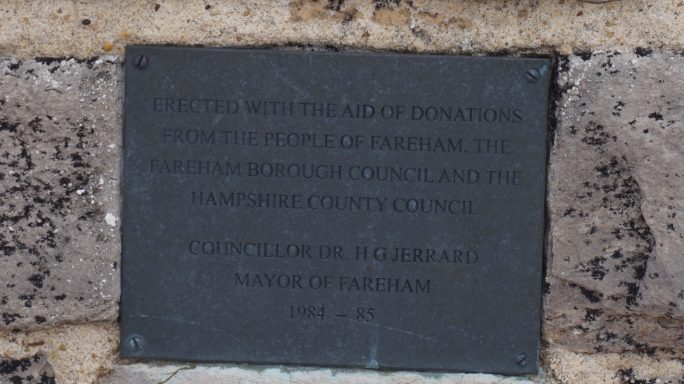 ERECTED WITH THE AID OF DONATIONS
FROM THE PEOPLE OF FAREHAM, THE
FAREHAM BOROUGH COUNCIL AND THE
HAMPSHIRE COUNTY COUNCIL
COUNCILLOR DR. H G JERRARD
MAYOR OF FAREHAM
1984 – 85